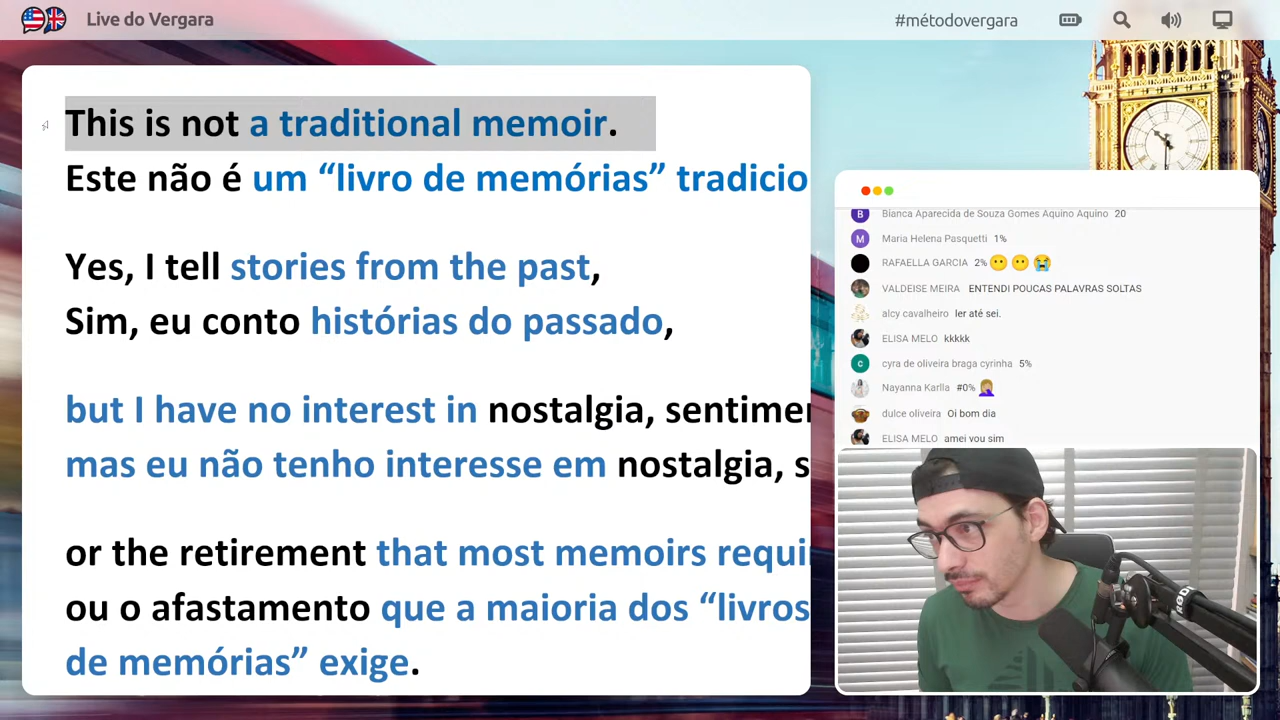 Live do Vergara
#métodovergara
This is not a traditional memoir.
Este não é um “livro de memórias” tradicio
Yes, I tell stories from the past,
Sim, eu conto histórias do passado,
but I have no interest in nostalgia, sentimen
mas eu não tenho interesse em nostalgia, s
or the retirement that most memoirs requi
ou o afastamento que a maioria dos “livros
de memórias” exige.
B Bianca Aparecida de Souza Gomes Aquino Aquino 20
M Maria Helena Pasquetti 1%
RAFAELLA GARCIA 2% 😶 😶 😭
VALDEISE MEIRA ENTENDI POUCAS PALAVRAS SOLTAS
alcy cavalheiro ler até sei.
ELISA MELO kkkkk
c cyra de oliveira braga cyrinha 5%
Nayanna Karlla #0% 🤦🏼‍♀️
dulce oliveira Oi bom dia
ELISA MELO amei vou sim